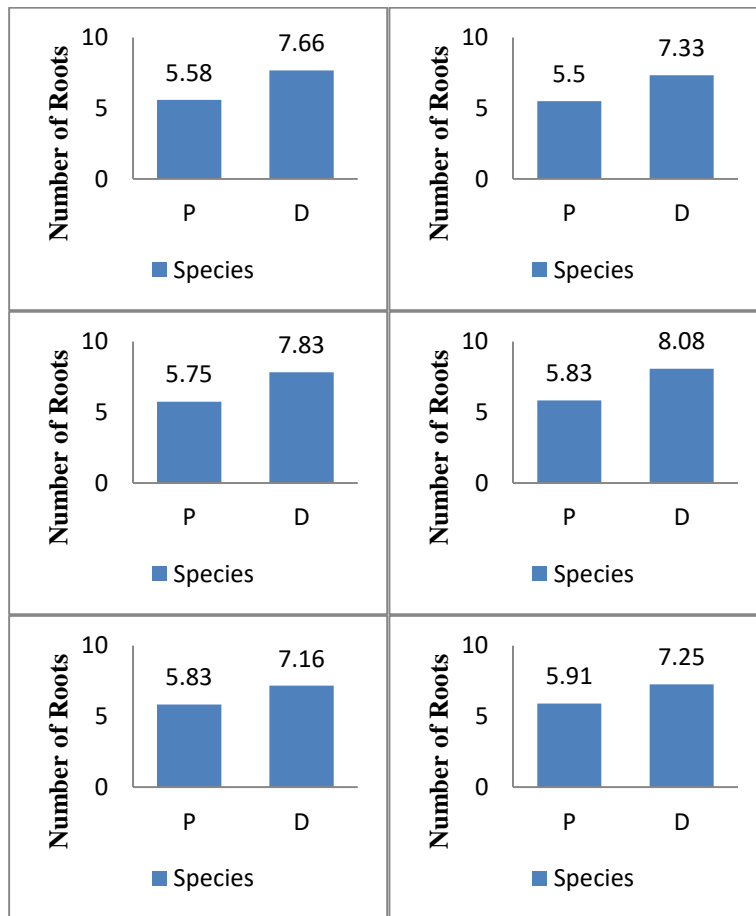 Number of Roots
10
5
0
5.58
7.66
P
D
Species
Number of Roots
10
5
0
5.5
7.33
P
D
Species
Number of Roots
10
5
0
5.75
7.83
P
D
Species
Number of Roots
10
5
0
5.83
8.08
P
D
Species
Number of Roots
10
5
0
5.83
7.16
P
D
Species
Number of Roots
10
5
0
5.91
7.25
P
D
Species